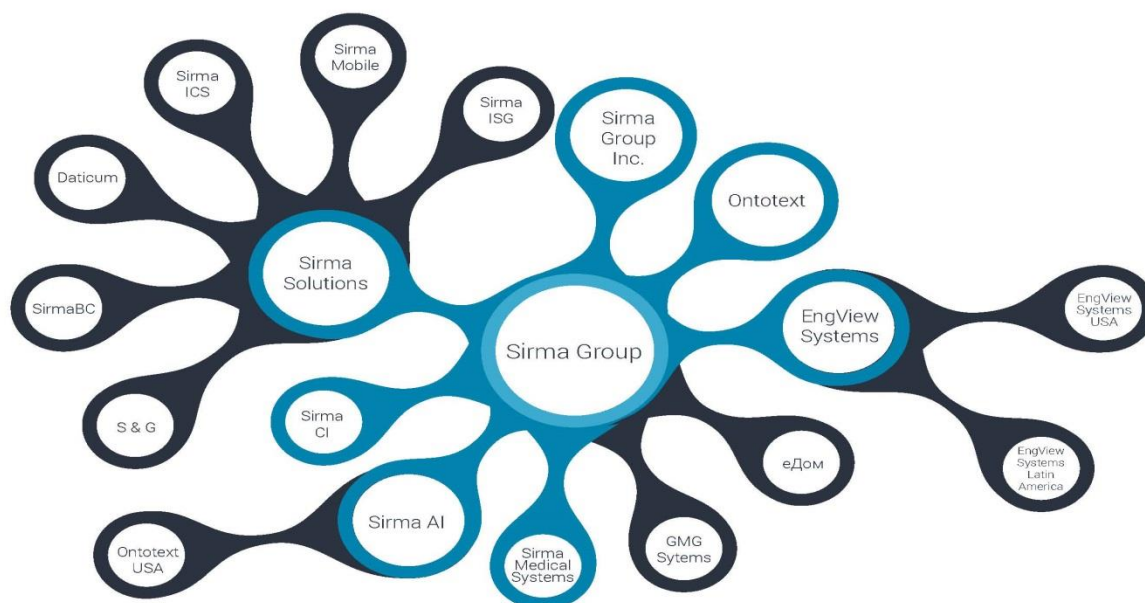 Sirma
Mobile
Sirma
ICS
Sirma
ISG
Sirma
Group
Inc.
Daticum
Ontotext
Sirma
Solutions
SirmaBC
EngView
Systems
EngView
Systems
USA
Sirma Group
Sirma
CI
S & G
еДом
EngView
Systems
Latin
America
Sirma AI
Ontotext
USA
Sirma
Medical
Systems
GMG
Sytems